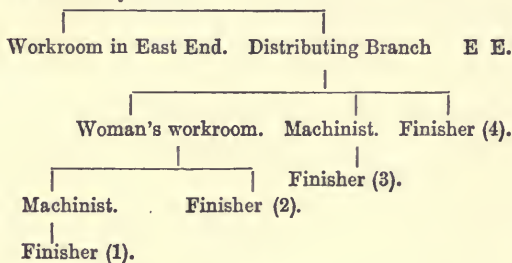 Workroom in East End. Distributing Branch E E.
Woman's workroom. Machinist. Finisher (4).
Finisher (3).
Machinist. Finisher (2).
Finisher (1).